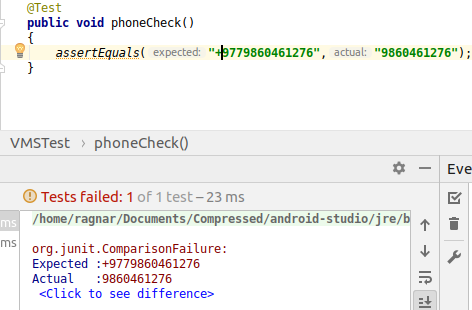 @Test
public void phoneCheck()
{
assertEquals( expected: "+9779860461276", actual: "9860461276");
}
VMSTest > phoneCheck()
Eve
Tests failed: 1 of 1 test – 23 ms
ms
/home/ragnar/Documents/Compressed/android-studio/jre/b
ms
org.junit.ComparisonFailure:
Expected :+9779860461276
Actual :9860461276
<Click to see difference>